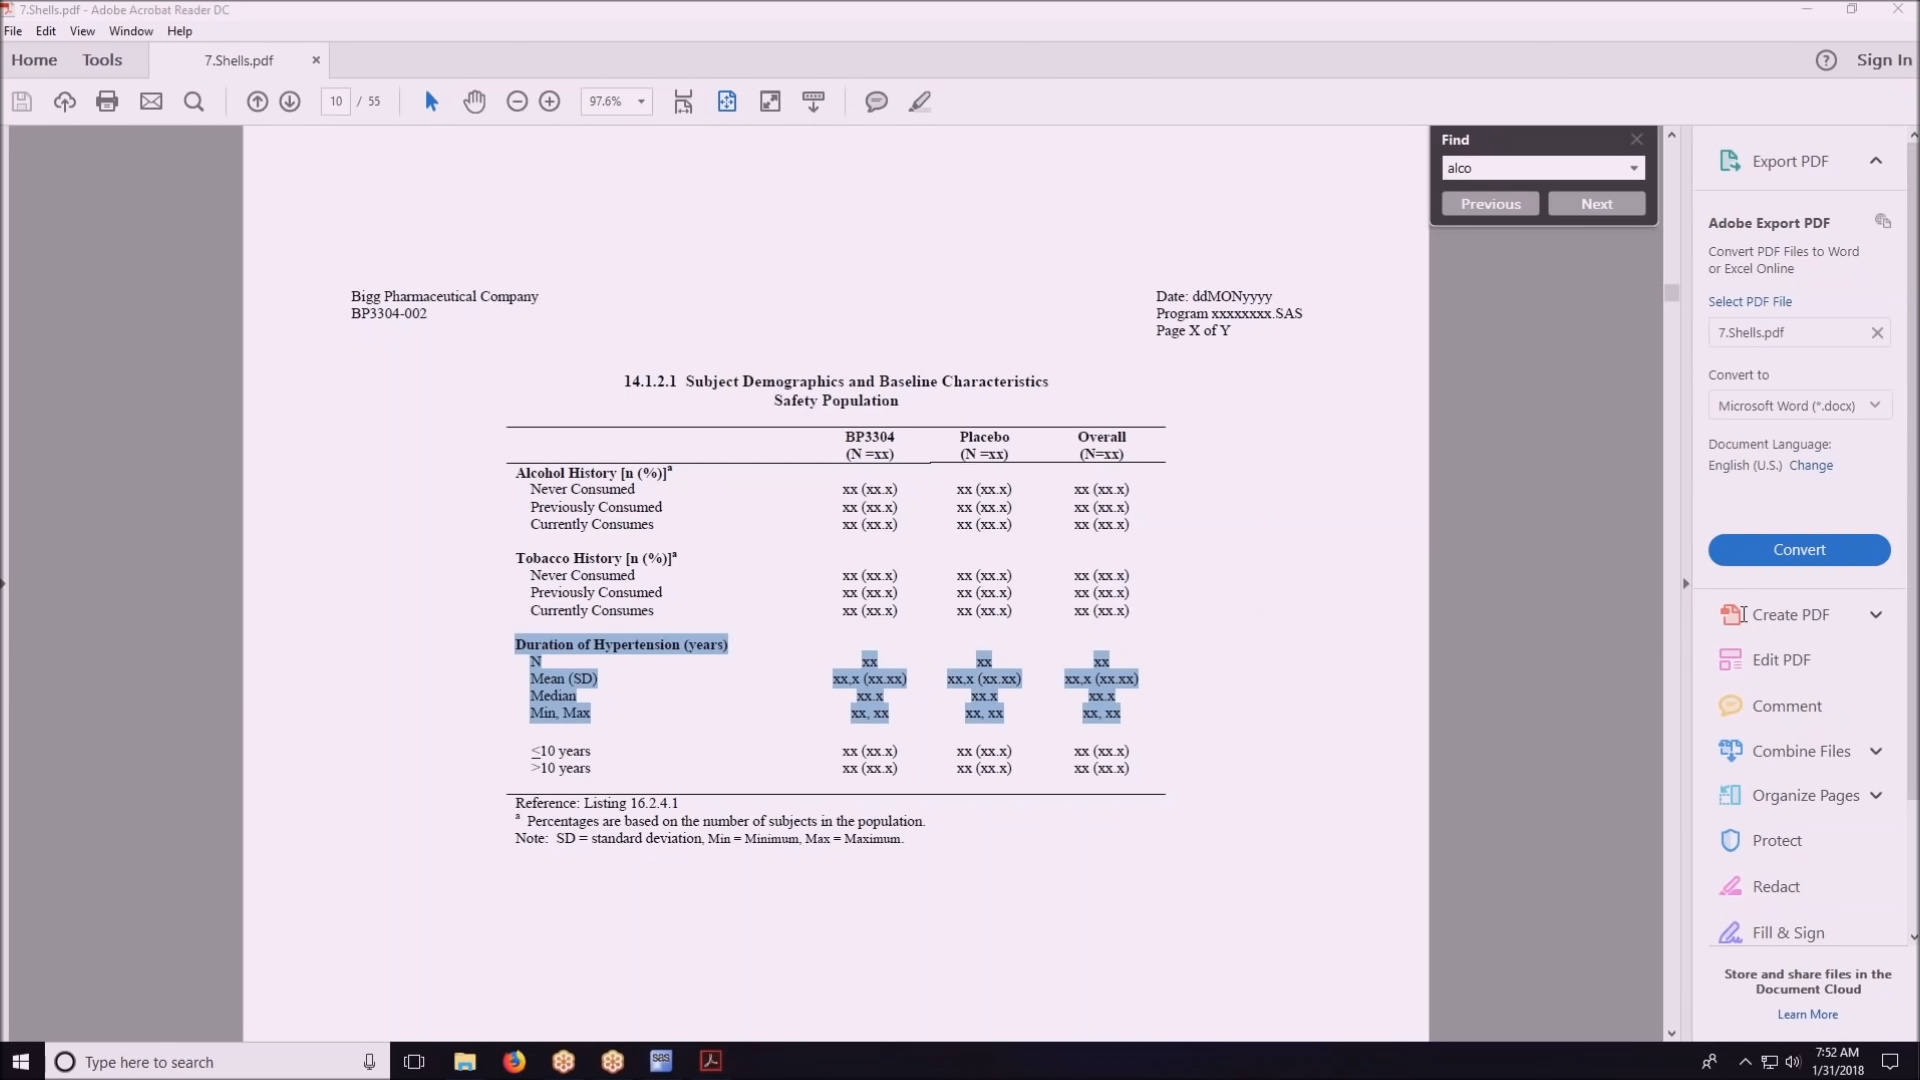 7.Shells.pdf - Adobe Acrobat Reader DC
File Edit View Window Help
Home Tools 7.Shells.pdf × Sign In
10 / 55 97.6%
Find
alco
Previous Next
Bigg Pharmaceutical Company
BP3304-002
Date: ddMONyyyy
Program xxxxxxxx.SAS
Page X of Y
14.1.2.1 Subject Demographics and Baseline Characteristics
Safety Population
BP3304 Placebo Overall
(N =xx) (N =xx) (N=xx)
Alcohol History [n (%)]a
Never Consumed xx (xx.x) xx (xx.x) xx (xx.x)
Previously Consumed xx (xx.x) xx (xx.x) xx (xx.x)
Currently Consumes xx (xx.x) xx (xx.x) xx (xx.x)
Tobacco History [n (%)]a
Never Consumed xx (xx.x) xx (xx.x) xx (xx.x)
Previously Consumed xx (xx.x) xx (xx.x) xx (xx.x)
Currently Consumes xx (xx.x) xx (xx.x) xx (xx.x)
Duration of Hypertension (years)
N xx xx xx
Mean (SD) xx,x (xx.xx) xx,x (xx.xx) xx,x (xx.xx)
Median xx.x xx.x xx.x
Min, Max xx, xx xx, xx xx, xx
≤10 years xx (xx.x) xx (xx.x) xx (xx.x)
>10 years xx (xx.x) xx (xx.x) xx (xx.x)
Reference: Listing 16.2.4.1
a Percentages are based on the number of subjects in the population.
Note: SD = standard deviation, Min = Minimum, Max = Maximum.
Export PDF
Adobe Export PDF
Convert PDF Files to Word
or Excel Online
Select PDF File
7.Shells.pdf
Convert to
Microsoft Word (*.docx)
Document Language:
English (U.S.) Change
Convert
Create PDF
Edit PDF
Comment
Combine Files
Organize Pages
Protect
Redact
Fill & Sign
Store and share files in the
Document Cloud
Learn More
Type here to search
sas
7:52 AM
1/31/2018